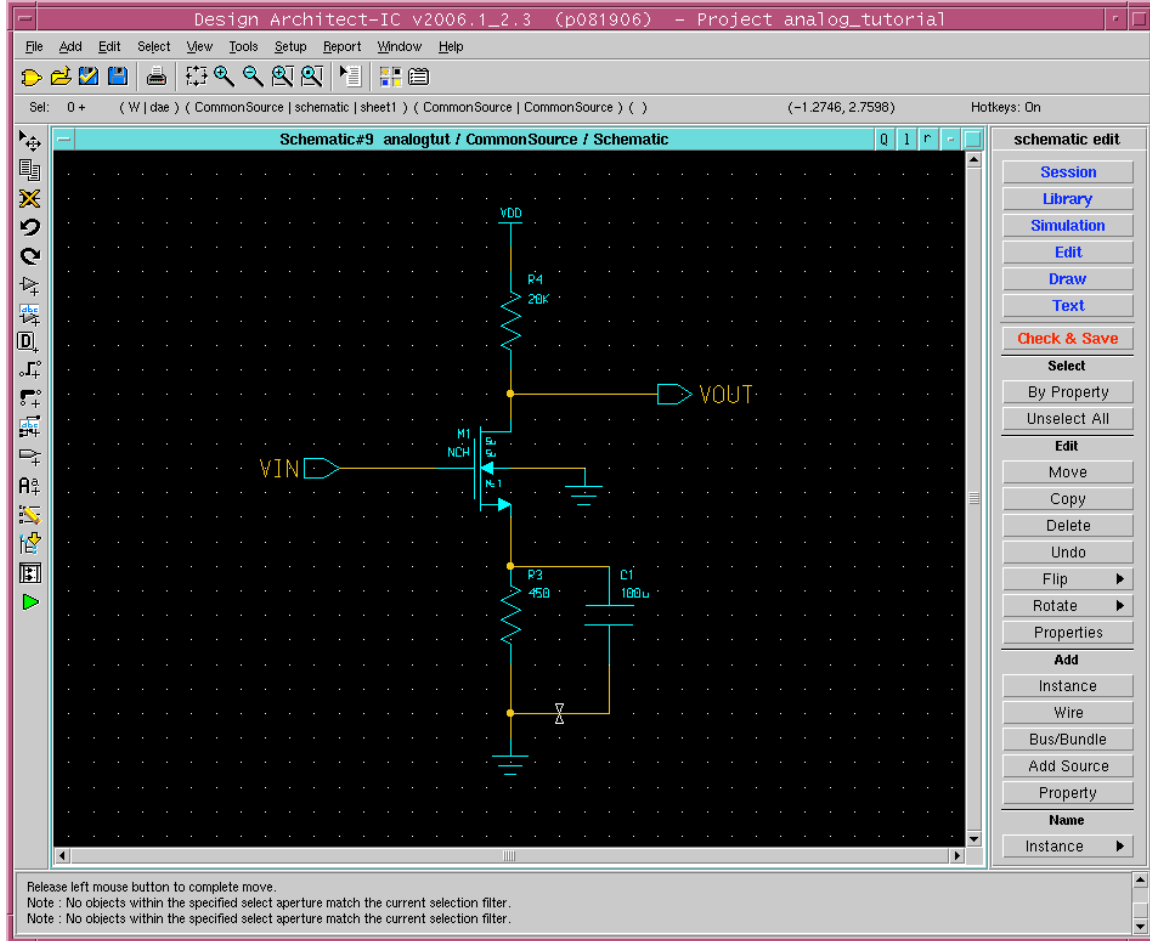 Design Architect-IC v2006.1_2.3 (p081906) - Project analog_tutorial
File Add Edit Select View Tools Setup Report Window Help
Sel: 0 + ( W | dae ) ( CommonSource | schematic | sheet1 ) ( CommonSource | CommonSource ) ( ) (-1.2746, 2.7598) Hotkeys: On
Schematic#9 analogtut / CommonSource / Schematic Q l r
VDD
R4
20K
VOUT
M1
5u
NCH
5u
VIN
M=1
R3
C1
450
100u
schematic edit
Session
Library
Simulation
Edit
Draw
Text
Check & Save
Select
By Property
Unselect All
Edit
Move
Copy
Delete
Undo
Flip
Rotate
Properties
Add
Instance
Wire
Bus/Bundle
Add Source
Property
Name
Instance
Release left mouse button to complete move.
Note : No objects within the specified select aperture match the current selection filter.
Note : No objects within the specified select aperture match the current selection filter.